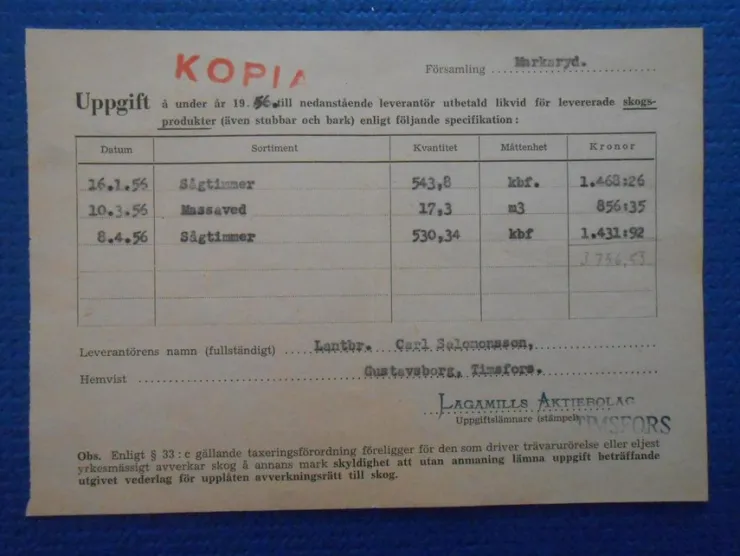 KOPIA
Församling Markaryd.
Uppgift å under år 1956. till nedanstående leverantör utbetald likvid för levererade skogs-
produkter (även stubbar och bark) enligt följande specifikation:
Datum Sortiment Kvantitet Måttenhet Kronor
16.1.56 Sågtimmer 543,8 kbf. 1.468:26
10.3.56 Massaved 17,3 m3 856:35
8.4.56 Sågtimmer 530,34 kbf 1.431:92
3.756,53
Leverantörens namn (fullständigt) Lantbr. Carl Salomonsson,
Hemvist Gustavsborg, Timsfors.
LAGAMILLS AKTIEBOLAG
Uppgiftslämnare (stämpel)
TIMSFORS
Obs. Enligt § 33:c gällande taxeringsförordning föreligger för den som driver trävarurörelse eller eljest
yrkesmässigt avverkar skog å annans mark skyldighet att utan anmaning lämna uppgift beträffande
utgivet vederlag för upplåten avverkningsrätt till skog.